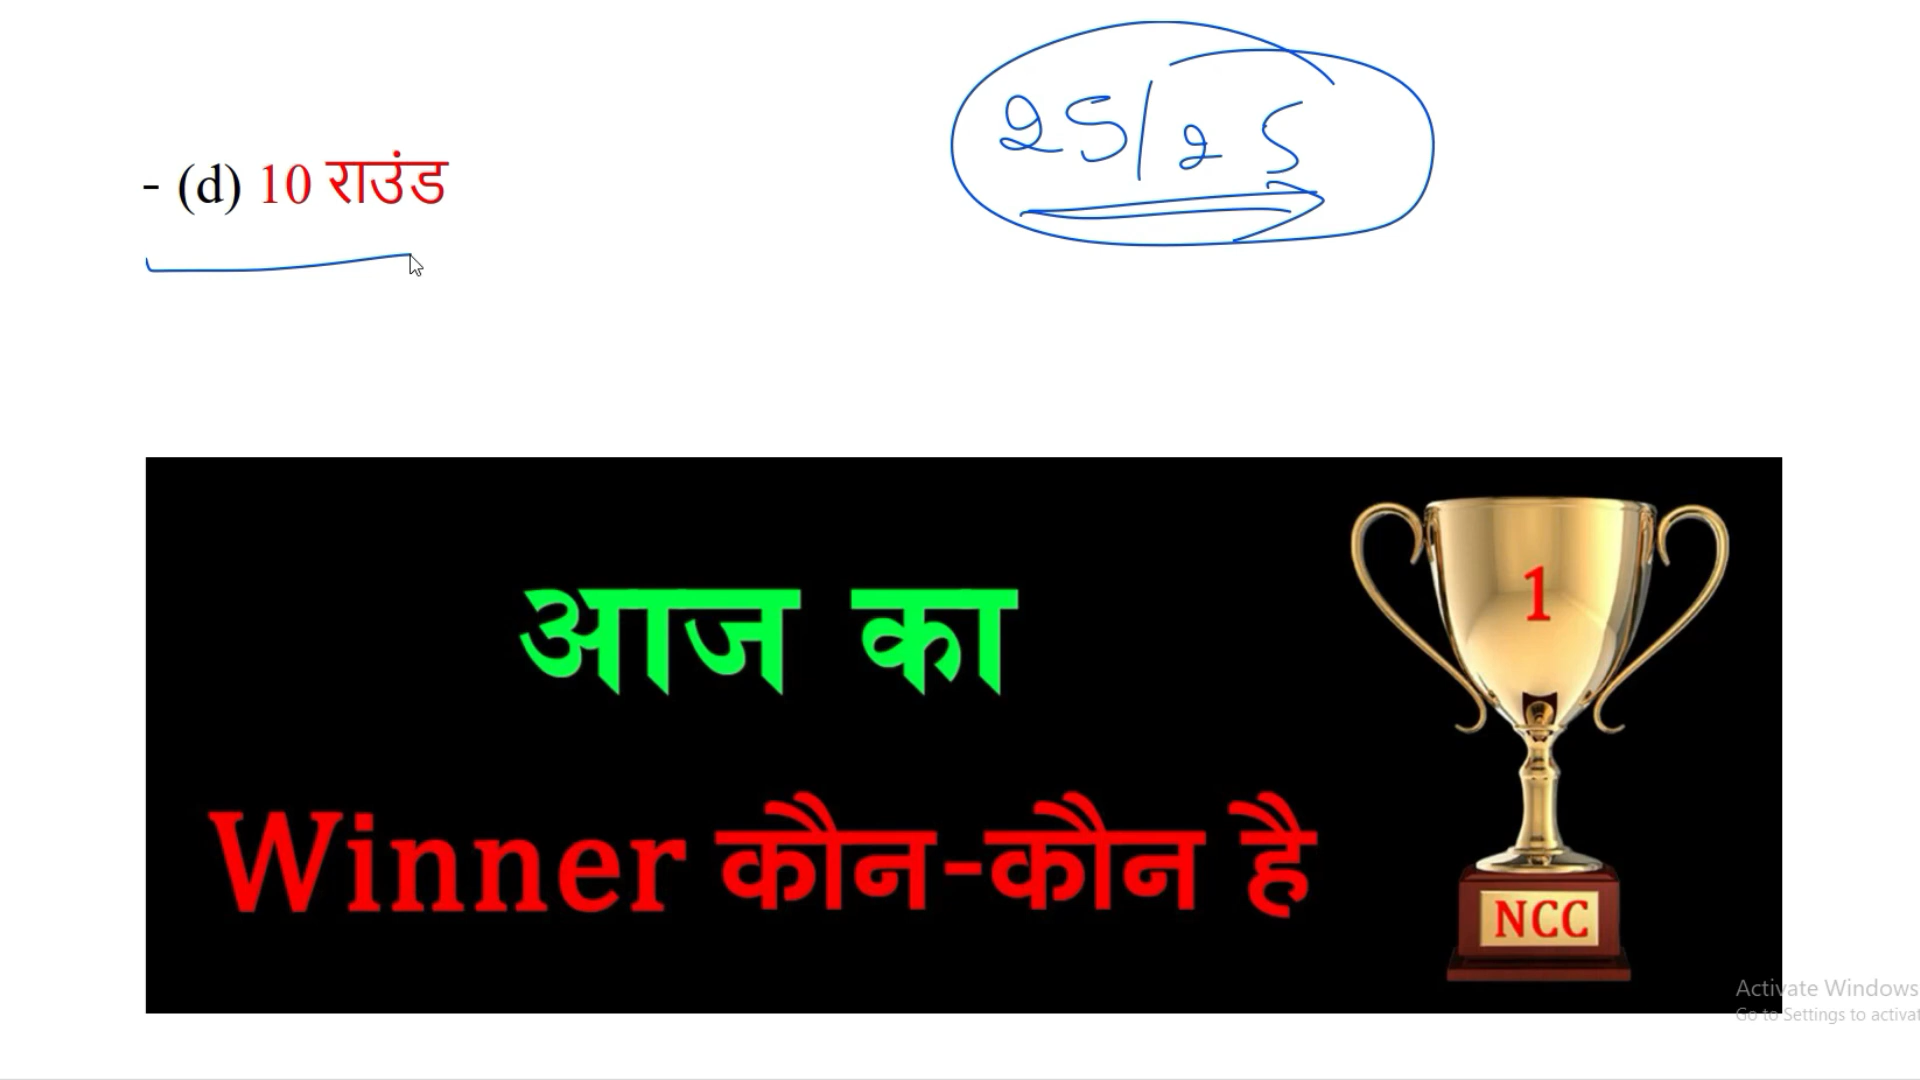 - (d) 10 राउंड
25/25
आज का
1
Winner कौन-कौन है
NCC
Activate Windows
Go to Settings to activat